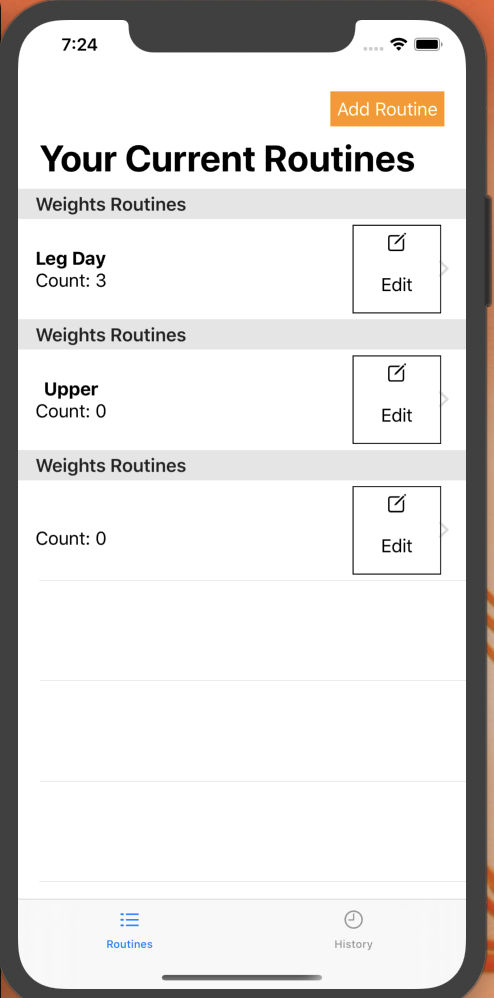 7:24
Add Routine
Your Current Routines
Weights Routines
Leg Day
Count: 3
Edit
Weights Routines
Upper
Count: 0
Edit
Weights Routines
Count: 0
Edit
Routines
History